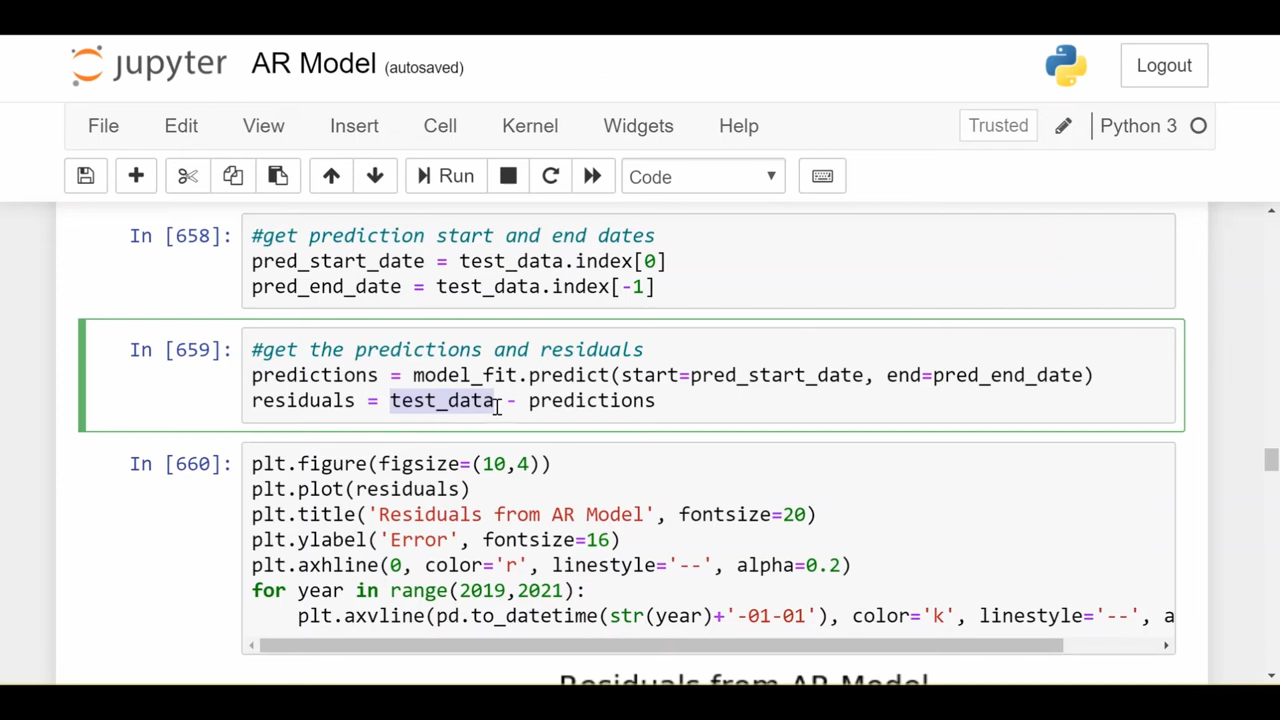 jupyter AR Model (autosaved) Logout
File Edit View Insert Cell Kernel Widgets Help Trusted Python 3
Run Code
In [658]: #get prediction start and end dates
pred_start_date = test_data.index[0]
pred_end_date = test_data.index[-1]
In [659]: #get the predictions and residuals
predictions = model_fit.predict(start=pred_start_date, end=pred_end_date)
residuals = test_data - predictions
In [660]: plt.figure(figsize=(10,4))
plt.plot(residuals)
plt.title('Residuals from AR Model', fontsize=20)
plt.ylabel('Error', fontsize=16)
plt.axhline(0, color='r', linestyle='--', alpha=0.2)
for year in range(2019,2021):
    plt.axvline(pd.to_datetime(str(year)+'-01-01'), color='k', linestyle='--', a
Residuals from AR Model